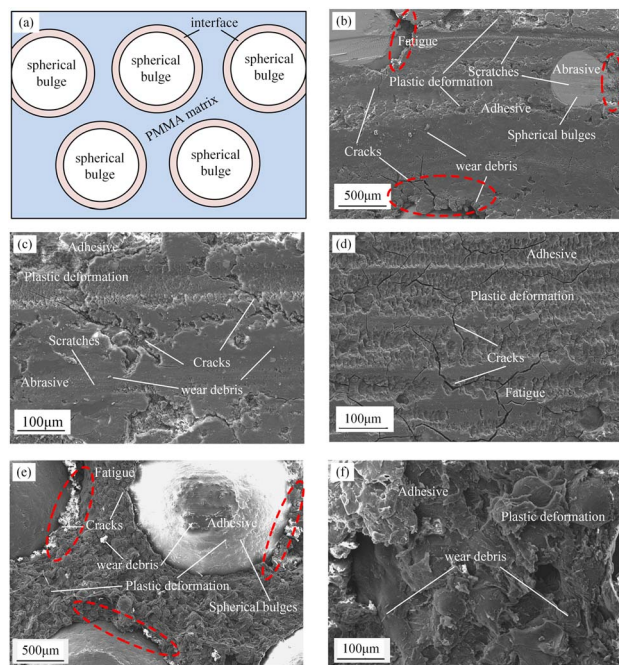 (a)
interface
spherical
bulge
spherical
bulge
spherical
bulge
PMMA matrix
spherical
bulge
spherical
bulge
(b)
Fatigue
Plastic deformation
Scratches
Abrasive
Adhesive
Spherical bulges
Cracks
wear debris
500μm
(c)
Adhesive
Plastic deformation
Scratches
Cracks
Abrasive
wear debris
100μm
(d)
Adhesive
Plastic deformation
Cracks
Fatigue
100μm
(e)
Fatigue
Cracks
Adhesive
wear debris
Plastic deformation
Spherical bulges
500μm
(f)
Adhesive
Plastic deformation
wear debris
100μm